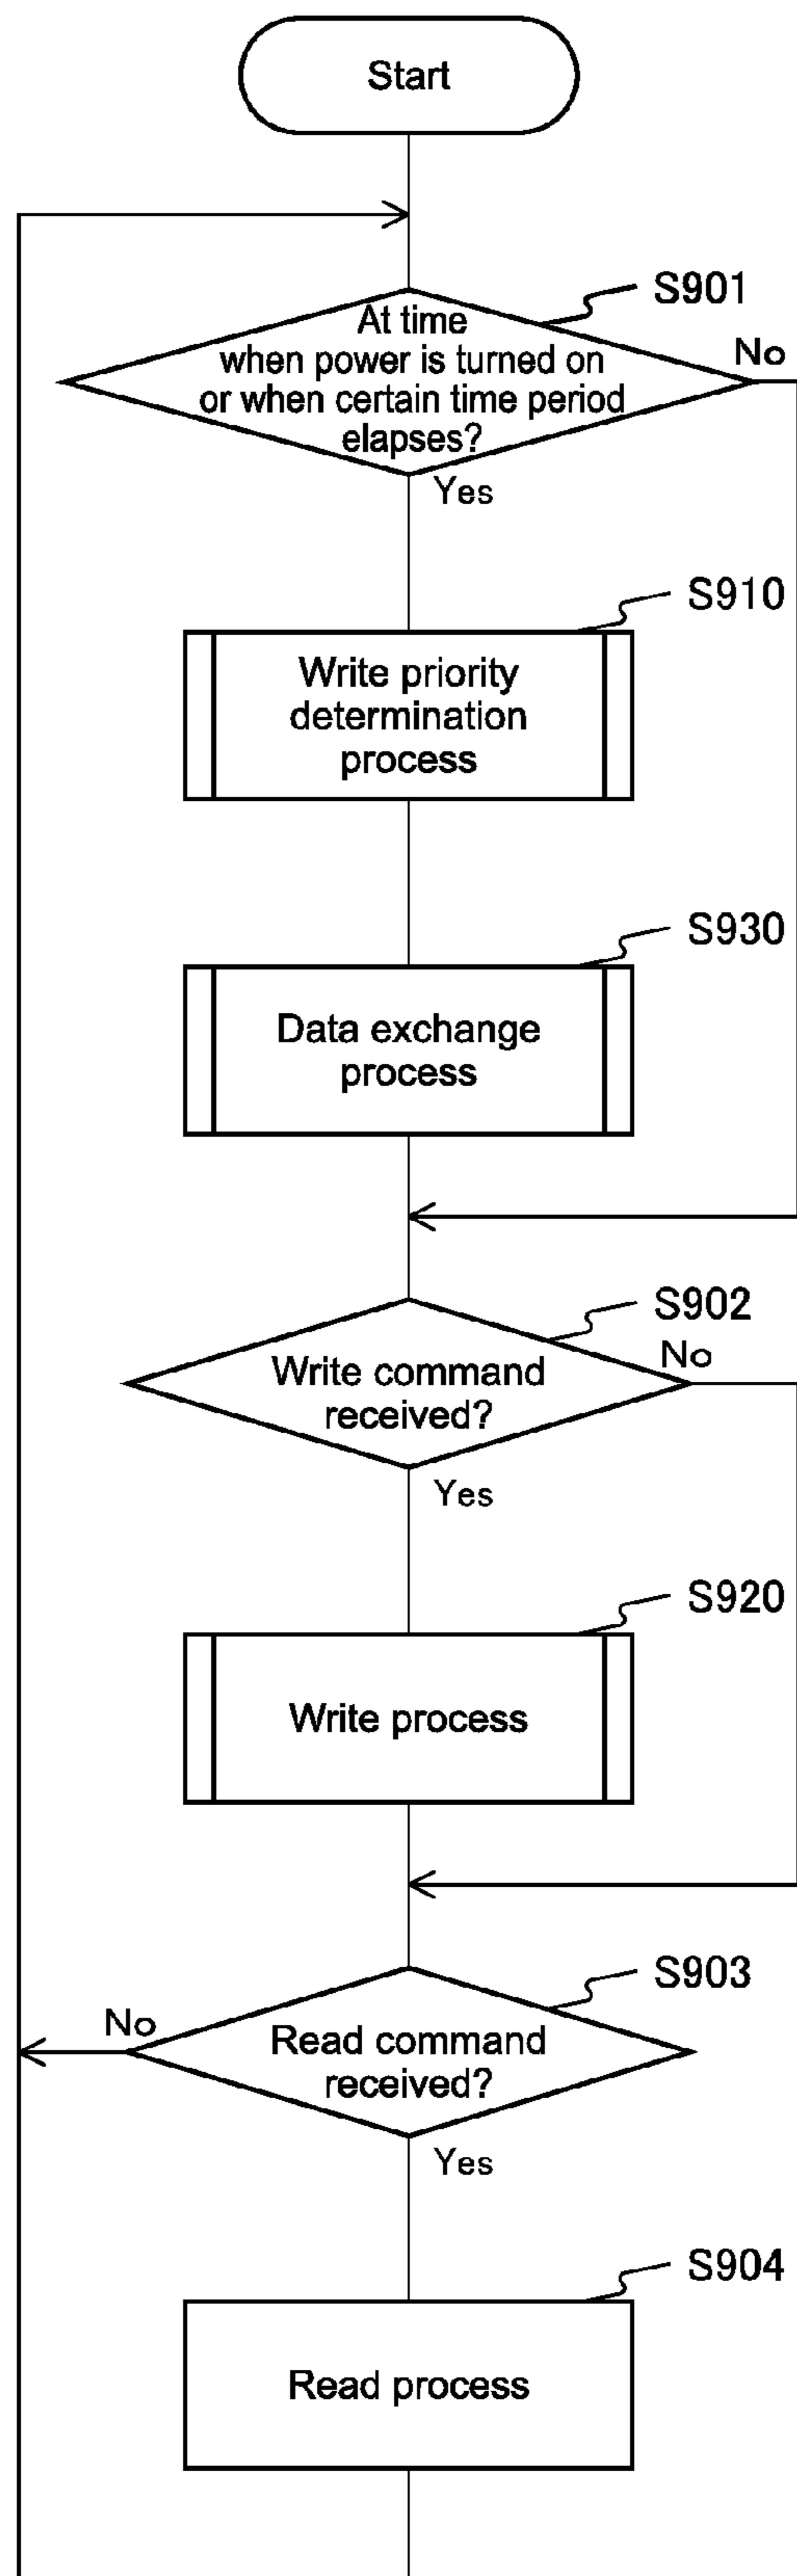 Start
S901
At time
when power is turned on
or when certain time period
elapses?
No
Yes
S910
Write priority
determination
process
S930
Data exchange
process
S902
Write command
received?
No
Yes
S920
Write process
S903
No
Read command
received?
Yes
S904
Read process